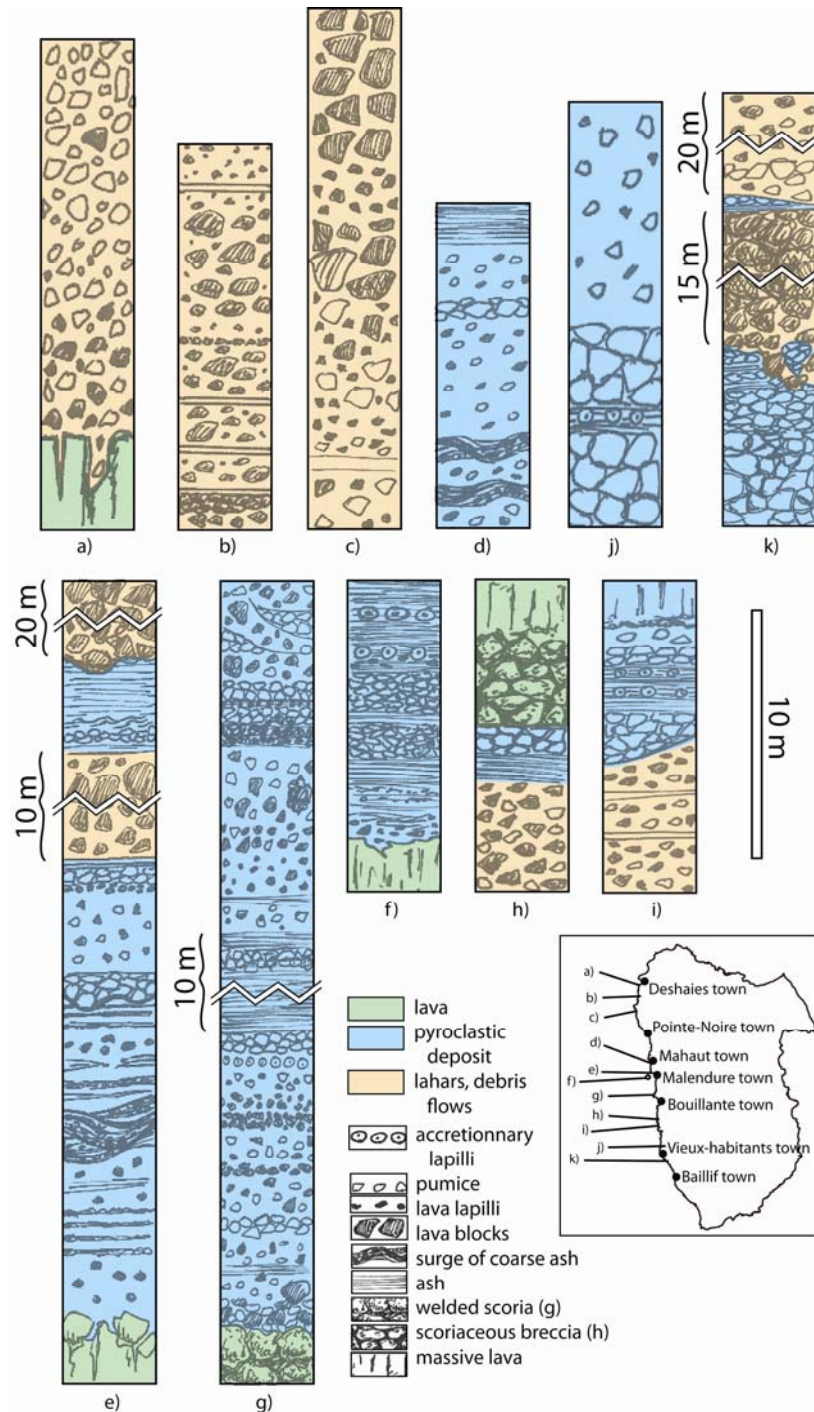 20 m
15 m
a)
b)
c)
d)
j)
k)
20 m
10 m
10 m
10 m
f)
h)
i)
e)
g)
lava
pyroclastic
deposit
lahars, debris
flows
accretionnary
lapilli
pumice
lava lapilli
lava blocks
surge of coarse ash
ash
welded scoria (g)
scoriaceous breccia (h)
massive lava
a)
Deshaies town
b)
c)
Pointe-Noire town
d)
Mahaut town
e)
Malendure town
f)
g)
Bouillante town
h)
i)
j)
Vieux-habitants town
k)
Baillif town